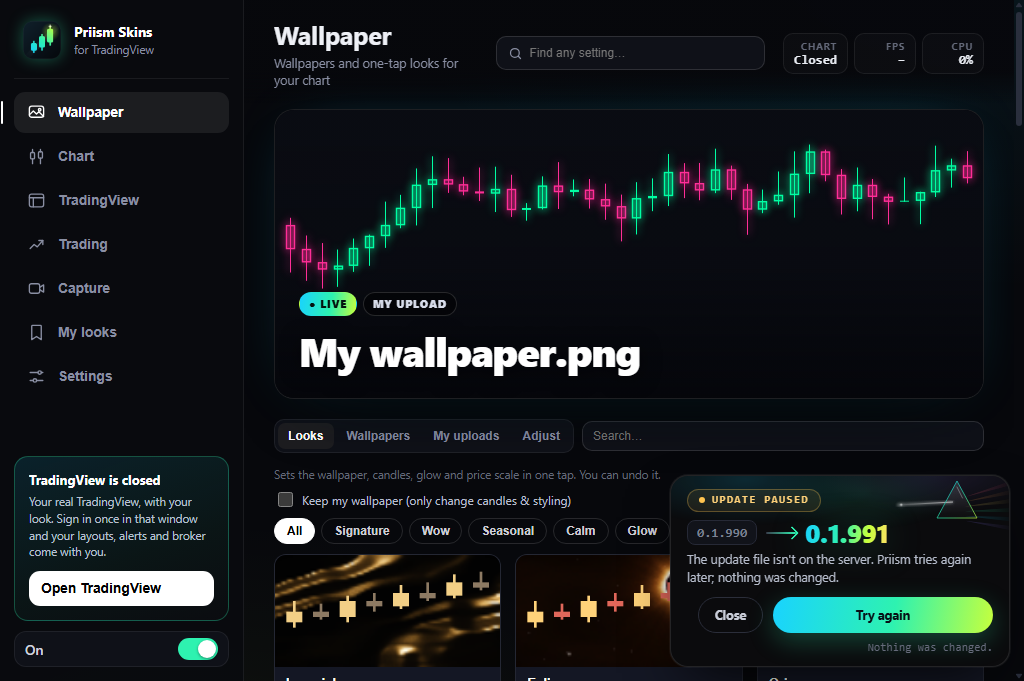 Priism Skins
for TradingView
Wallpaper
Chart
TradingView
Trading
Capture
My looks
Settings
TradingView is closed
Your real TradingView, with your
look. Sign in once in that window
and your layouts, alerts and broker
come with you.
Open TradingView
On
Wallpaper
Wallpapers and one-tap looks for
your chart
Find any setting...
CHART
Closed
FPS
–
CPU
0%
• LIVE
MY UPLOAD
My wallpaper.png
Looks
Wallpapers
My uploads
Adjust
Search...
Sets the wallpaper, candles, glow and price scale in one tap. You can undo it.
Keep my wallpaper (only change candles & styling)
All
Signature
Wow
Seasonal
Calm
Glow
UPDATE PAUSED
0.1.990
0.1.991
The update file isn't on the server. Priism tries again
later; nothing was changed.
Close
Try again
Nothing was changed.